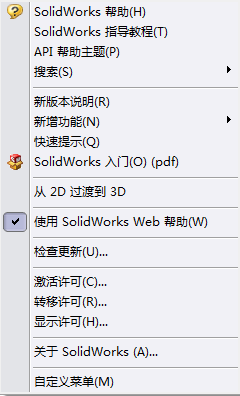 SolidWorks 帮助(H)
SolidWorks 指导教程(T)
API 帮助主题(P)
搜索(S)
新版本说明(R)
新增功能(N)
快速提示(Q)
SolidWorks 入门(O) (pdf)
从 2D 过渡到 3D
使用 SolidWorks Web 帮助(W)
检查更新(U)...
激活许可(C)...
转移许可(R)...
显示许可(H)...
关于 SolidWorks (A)...
自定义菜单(M)